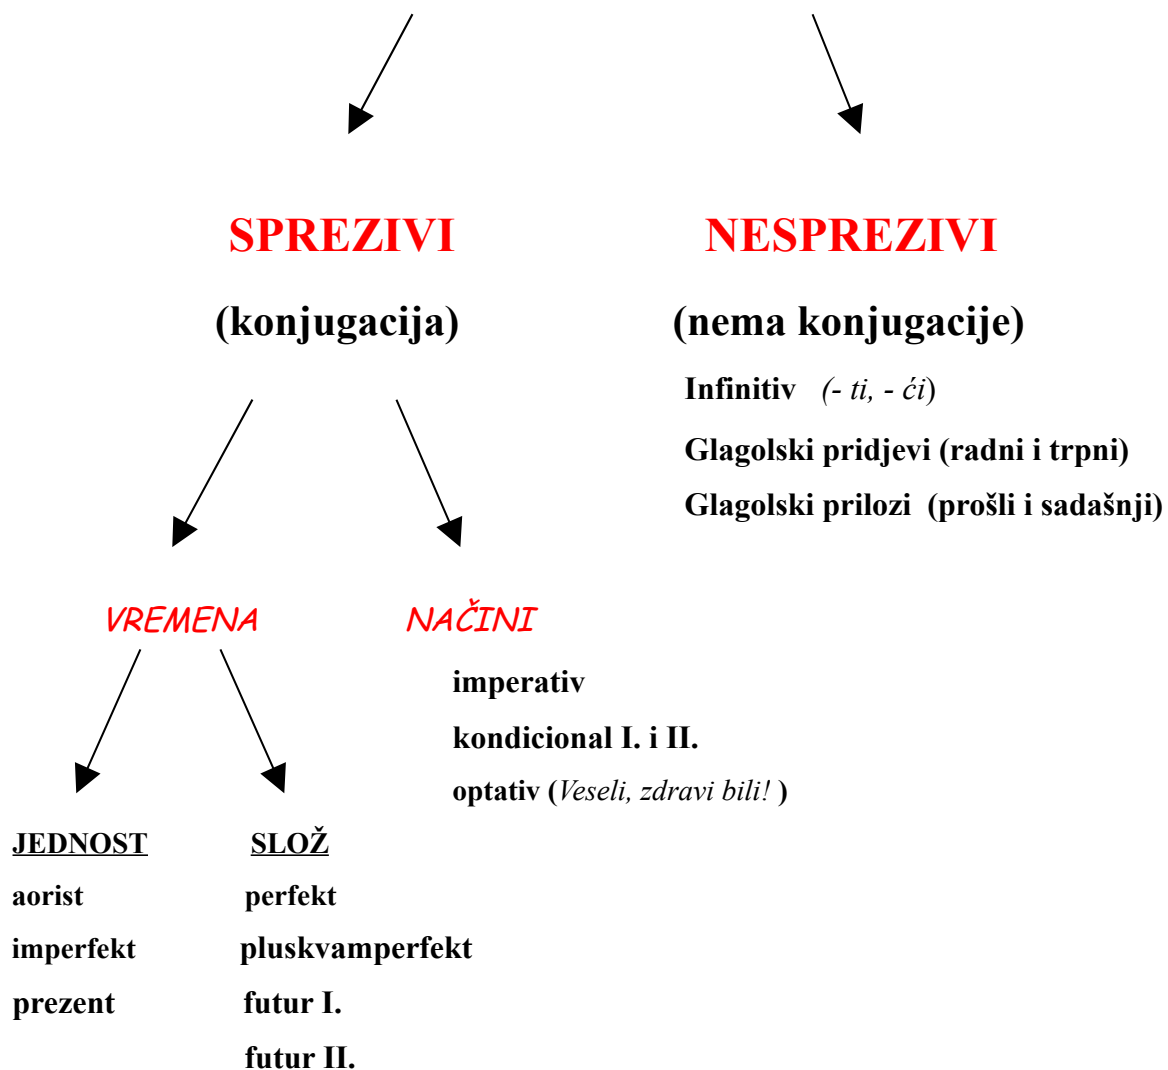 SPREZIVI NESPREZIVI
(konjugacija) (nema konjugacije)
Infinitiv (- ti, - ći)
Glagolski pridjevi (radni i trpni)
Glagolski prilozi (prošli i sadašnji)
VREMENA NAČINI
imperativ
kondicional I. i II.
optativ (Veseli, zdravi bili! )
JEDNOST SLOŽ
aorist perfekt
imperfekt pluskvamperfekt
prezent futur I.
futur II.